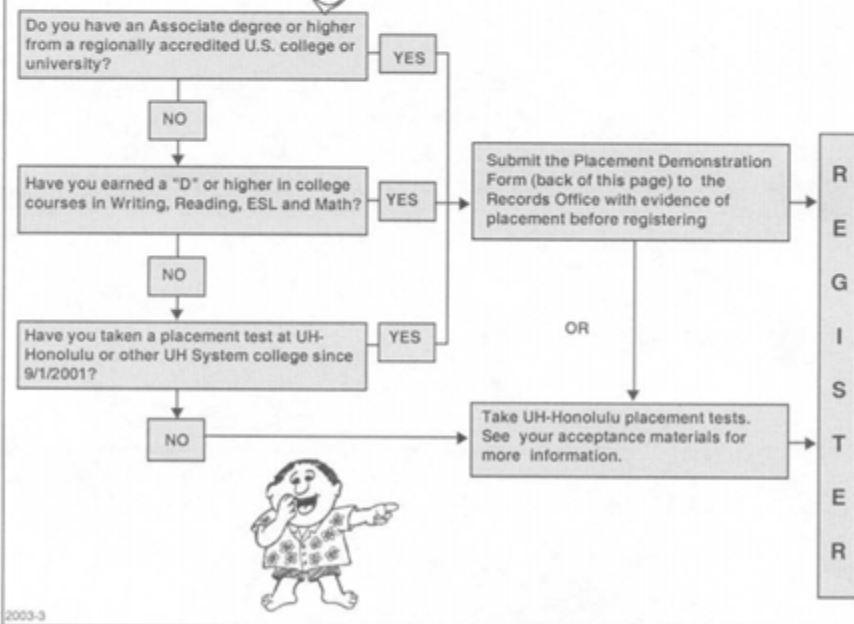 Do you have an Associate degree or higher
from a regionally accredited U.S. college or
university?
YES
NO
Have you earned a "D" or higher in college
courses in Writing, Reading, ESL and Math?
YES
NO
Have you taken a placement test at UH-
Honolulu or other UH System college since
9/1/2001?
YES
NO
Submit the Placement Demonstration
Form (back of this page) to the
Records Office with evidence of
placement before registering
OR
Take UH-Honolulu placement tests.
See your acceptance materials for
more information.
R
E
G
I
S
T
E
R
2003-3